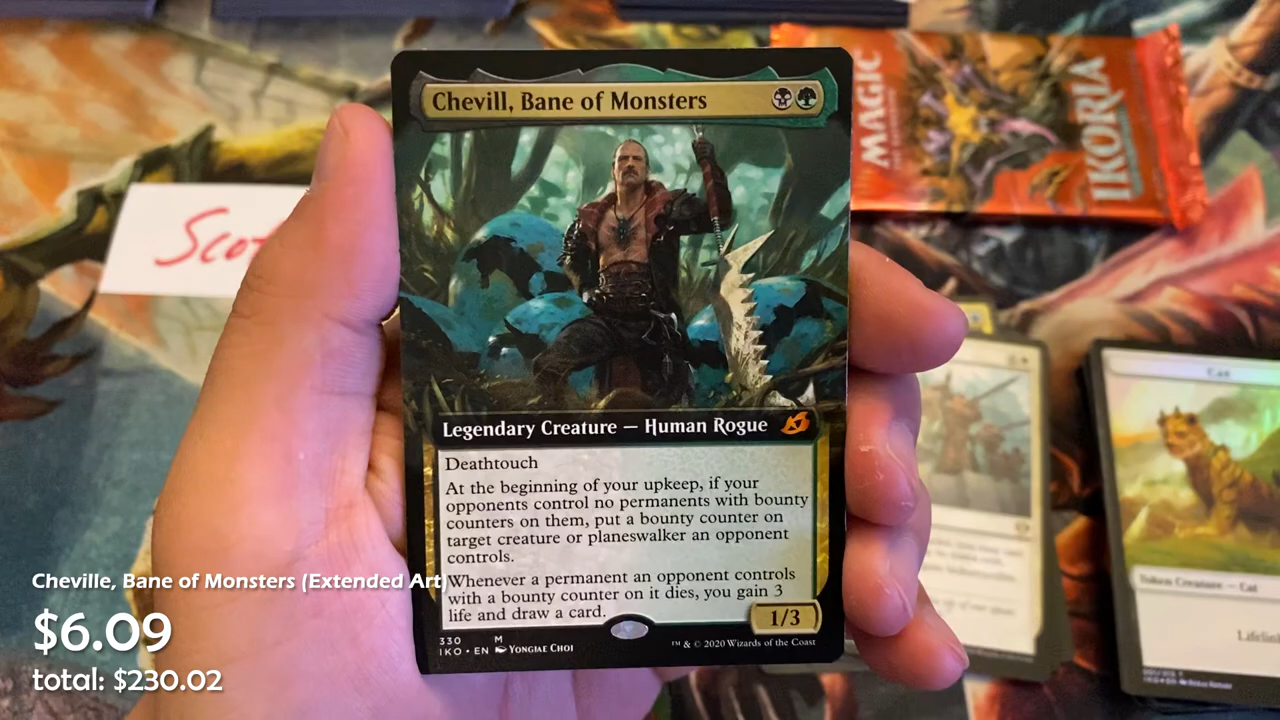 Chevill, Bane of Monsters
MAGIC
IKORIA
Legendary Creature — Human Rogue
Deathtouch
At the beginning of your upkeep, if your
opponents control no permanents with bounty
counters on them, put a bounty counter on
target creature or planeswalker an opponent
controls.
Whenever a permanent an opponent controls
with a bounty counter on it dies, you gain 3
life and draw a card.
1/3
330 M
IKO • EN YONGJAE CHOI
™ & © 2020 Wizards of the Coast
Cat
Token Creature — Cat
Lifelin
Cheville, Bane of Monsters (Extended Art)
$6.09
total: $230.02